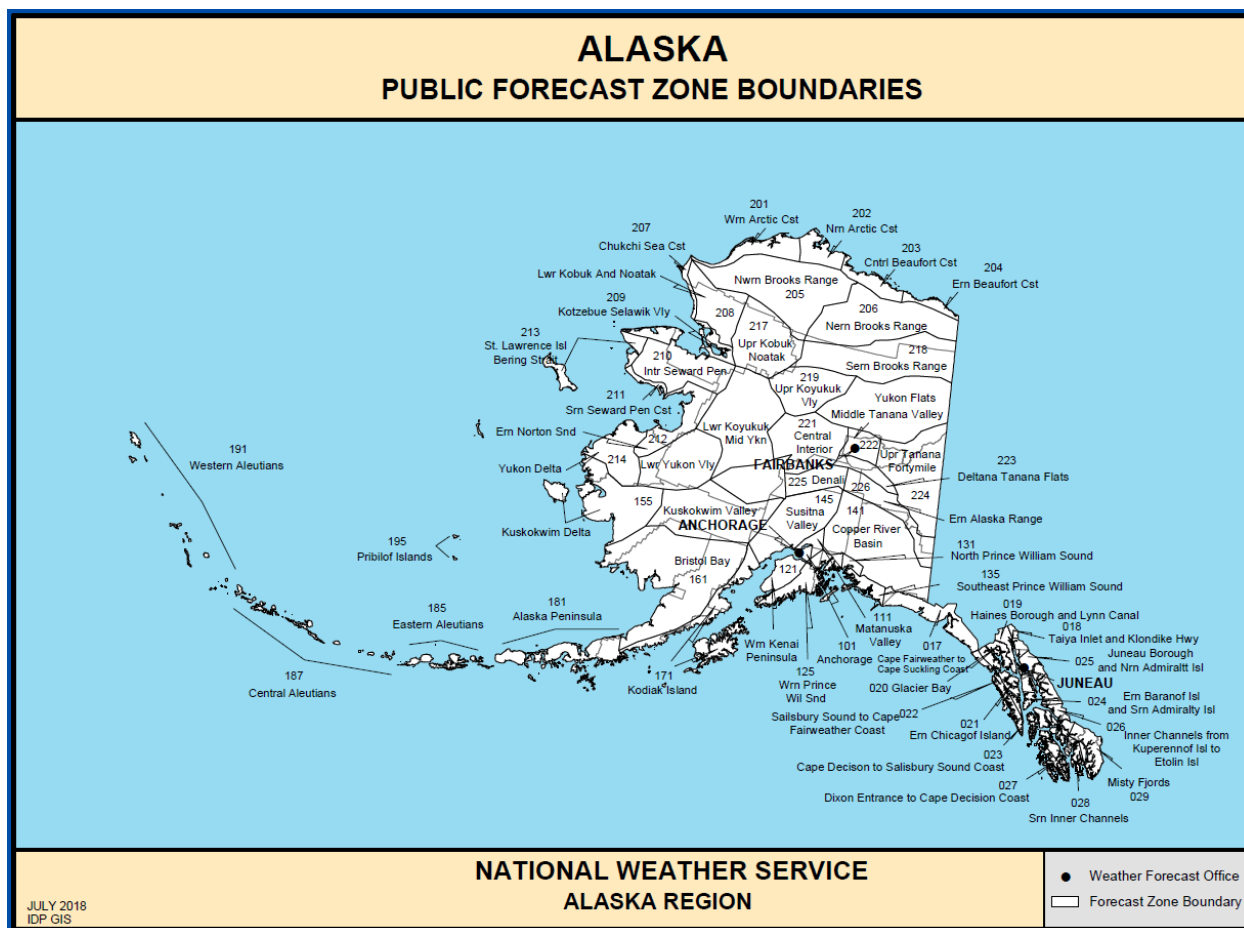 ALASKA
PUBLIC FORECAST ZONE BOUNDARIES
201
Wrn Arctic Cst
202
Nrn Arctic Cst
207
Chukchi Sea Cst
203
Cntrl Beaufort Cst
204
Ern Beaufort Cst
Lwr Kobuk And Noatak
Nwrn Brooks Range
205
209
Kotzebue Selawik Vly
208
206
Nern Brooks Range
217
Upr Kobuk
Noatak
213
St. Lawrence Isl
Bering Strait
210
Intr Seward Pen
218
Sern Brooks Range
219
Upr Koyukuk
Vly
211
Srn Seward Pen Cst
Yukon Flats
Middle Tanana Valley
Ern Norton Snd
212
Lwr Koyukuk
Mid Ykn
221
Central
Interior
222
191
Western Aleutians
Yukon Delta
214
Lwr Yukon Vly
FAIRBANKS
Upr Tanana
Fortymile
223
Deltana Tanana Flats
225
Denali
226
224
155
Kuskokwim Valley
145
Susitna
Valley
141
Copper River
Basin
Ern Alaska Range
Kuskokwim Delta
ANCHORAGE
195
Pribilof Islands
131
North Prince William Sound
Bristol Bay
161
121
135
Southeast Prince William Sound
185
Eastern Aleutians
181
Alaska Peninsula
111
Matanuska
Valley
019
Haines Borough and Lynn Canal
018
Taiya Inlet and Klondike Hwy
Wrn Kenai
Peninsula
101
Anchorage
017
Cape Fairweather to
Cape Suckling Coast
Juneau Borough
025
and Nrn Admiraltt Isl
187
Central Aleutians
171
Kodiak Island
125
Wrn Prince
Wil Snd
020 Glacier Bay
JUNEAU
022
Sailsbury Sound to Cape
Fairweather Coast
024
Ern Baranof Isl
and Srn Admiralty Isl
021
Ern Chicagof Island
026
Inner Channels from
Kuperennof Isl to
Etolin Isl
023
Cape Decison to Salisbury Sound Coast
027
Dixon Entrance to Cape Decision Coast
Misty Fjords
029
028
Srn Inner Channels
NATIONAL WEATHER SERVICE
ALASKA REGION
JULY 2018
IDP GIS
Weather Forecast Office
Forecast Zone Boundary